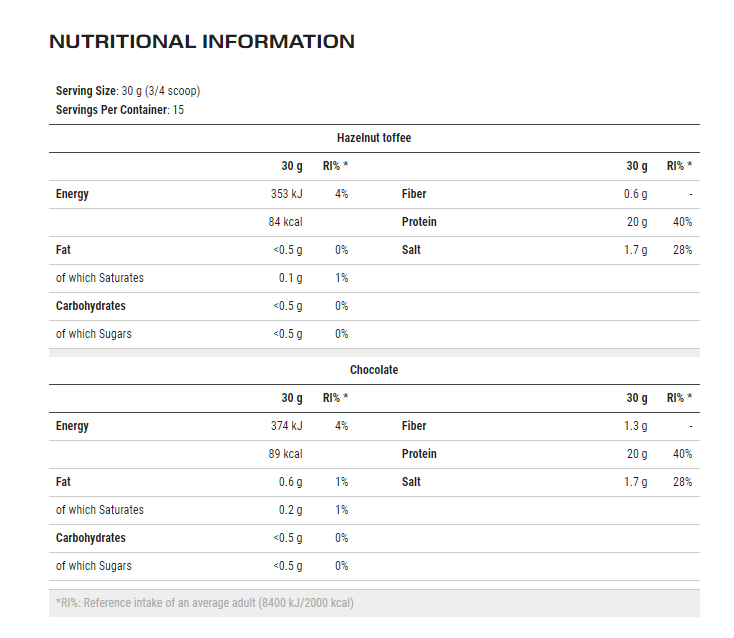 NUTRITIONAL INFORMATION
Serving Size: 30 g (3/4 scoop)
Servings Per Container: 15
Hazelnut toffee
30 g RI% * 30 g RI% *
Energy 353 kJ 4% Fiber 0.6 g -
84 kcal Protein 20 g 40%
Fat <0.5 g 0% Salt 1.7 g 28%
of which Saturates 0.1 g 1%
Carbohydrates <0.5 g 0%
of which Sugars <0.5 g 0%
Chocolate
30 g RI% * 30 g RI% *
Energy 374 kJ 4% Fiber 1.3 g -
89 kcal Protein 20 g 40%
Fat 0.6 g 1% Salt 1.7 g 28%
of which Saturates 0.2 g 1%
Carbohydrates <0.5 g 0%
of which Sugars <0.5 g 0%
*RI%: Reference intake of an average adult (8400 kJ/2000 kcal)